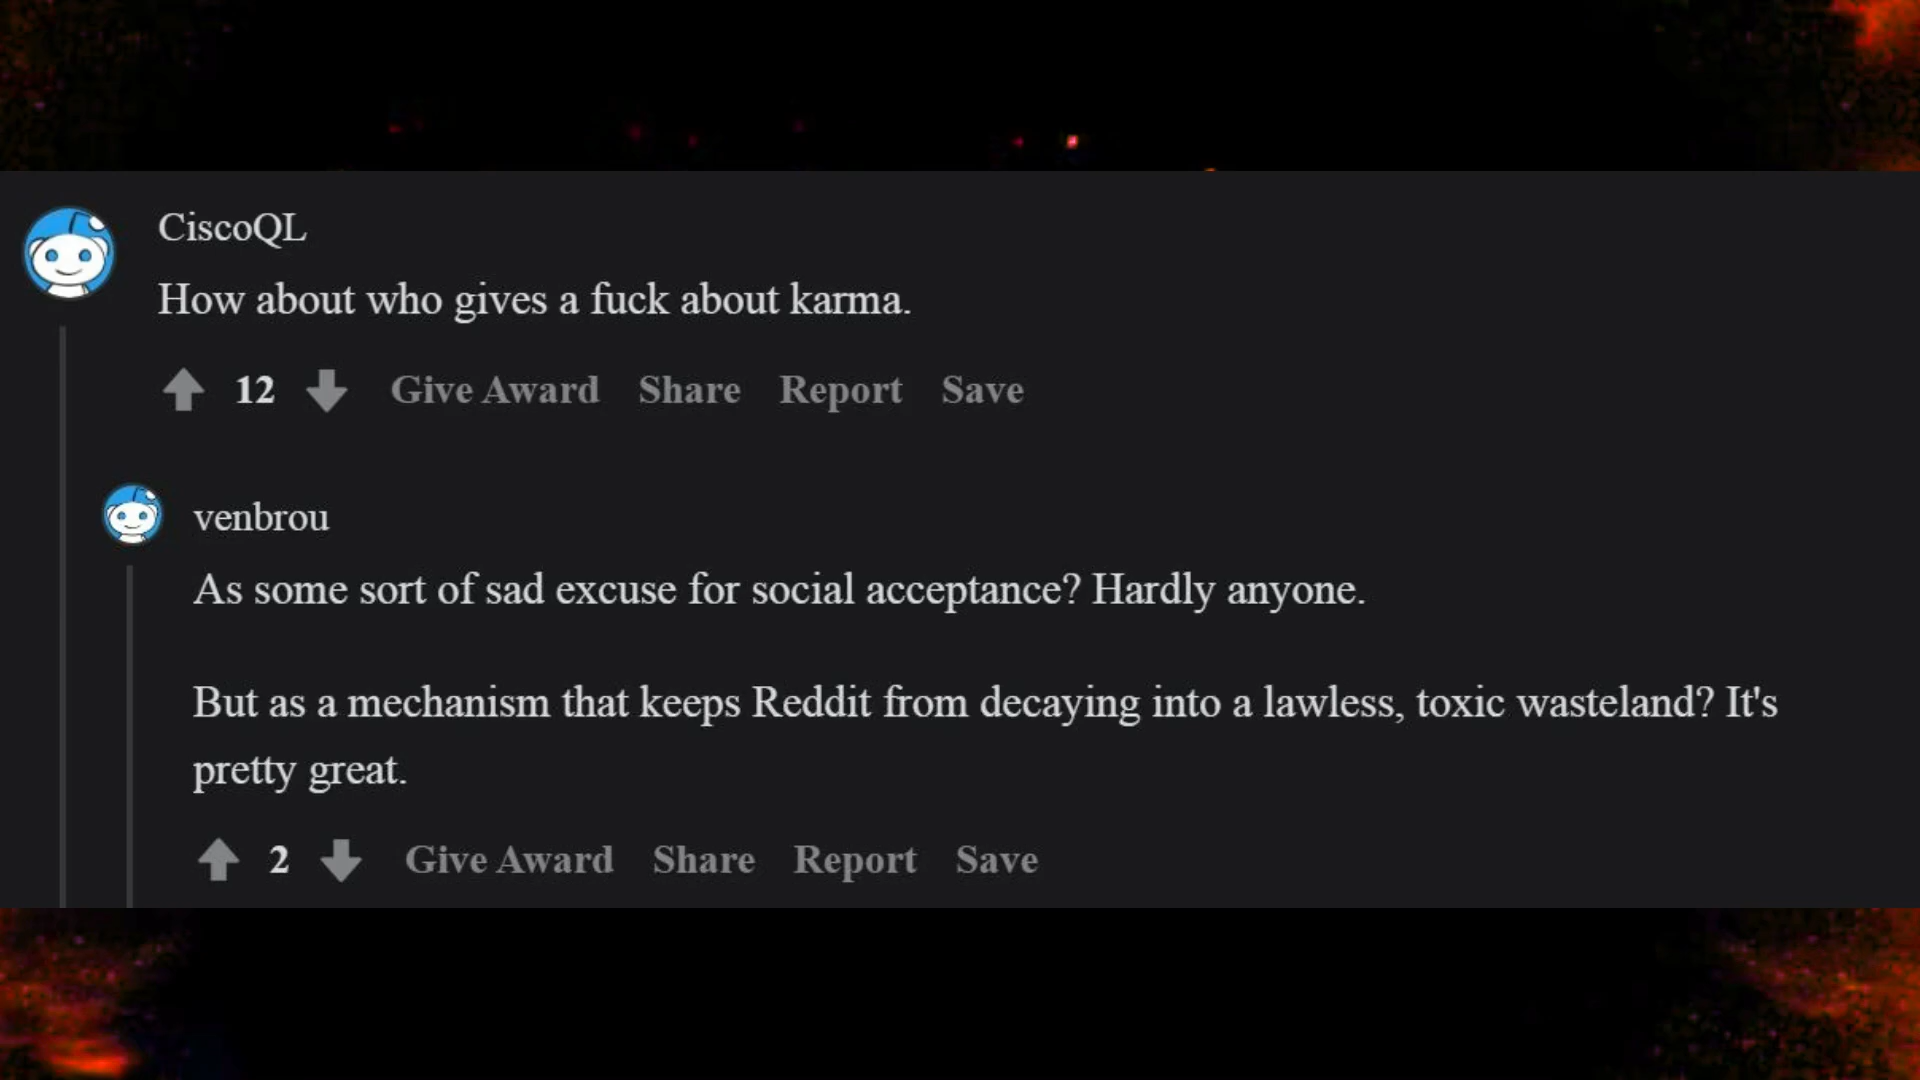 CiscoQL
How about who gives a fuck about karma.
12 Give Award Share Report Save
venbrou
As some sort of sad excuse for social acceptance? Hardly anyone.
But as a mechanism that keeps Reddit from decaying into a lawless, toxic wasteland? It's
pretty great.
2 Give Award Share Report Save